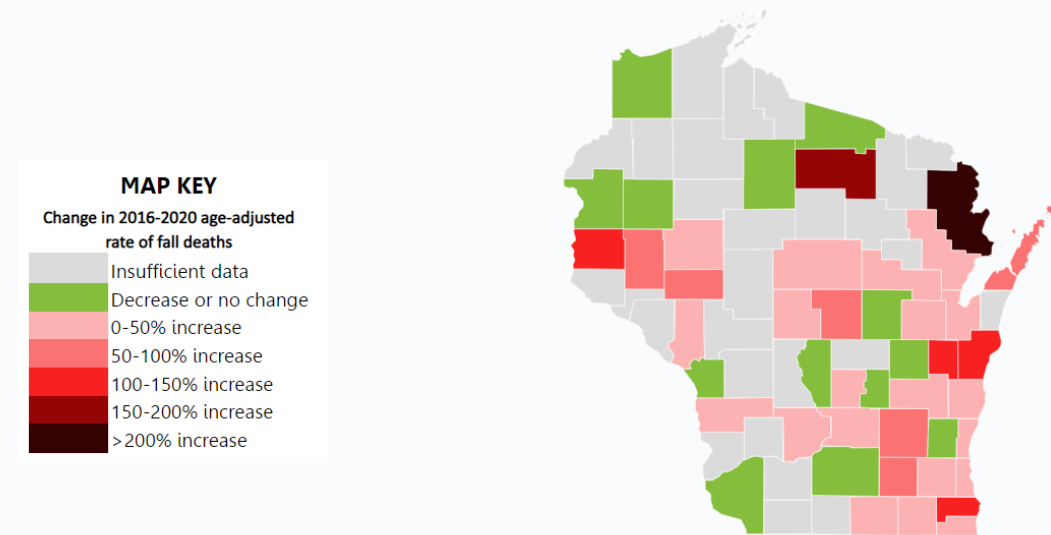 MAP KEY
Change in 2016-2020 age-adjusted
rate of fall deaths
Insufficient data
Decrease or no change
0-50% increase
50-100% increase
100-150% increase
150-200% increase
>200% increase